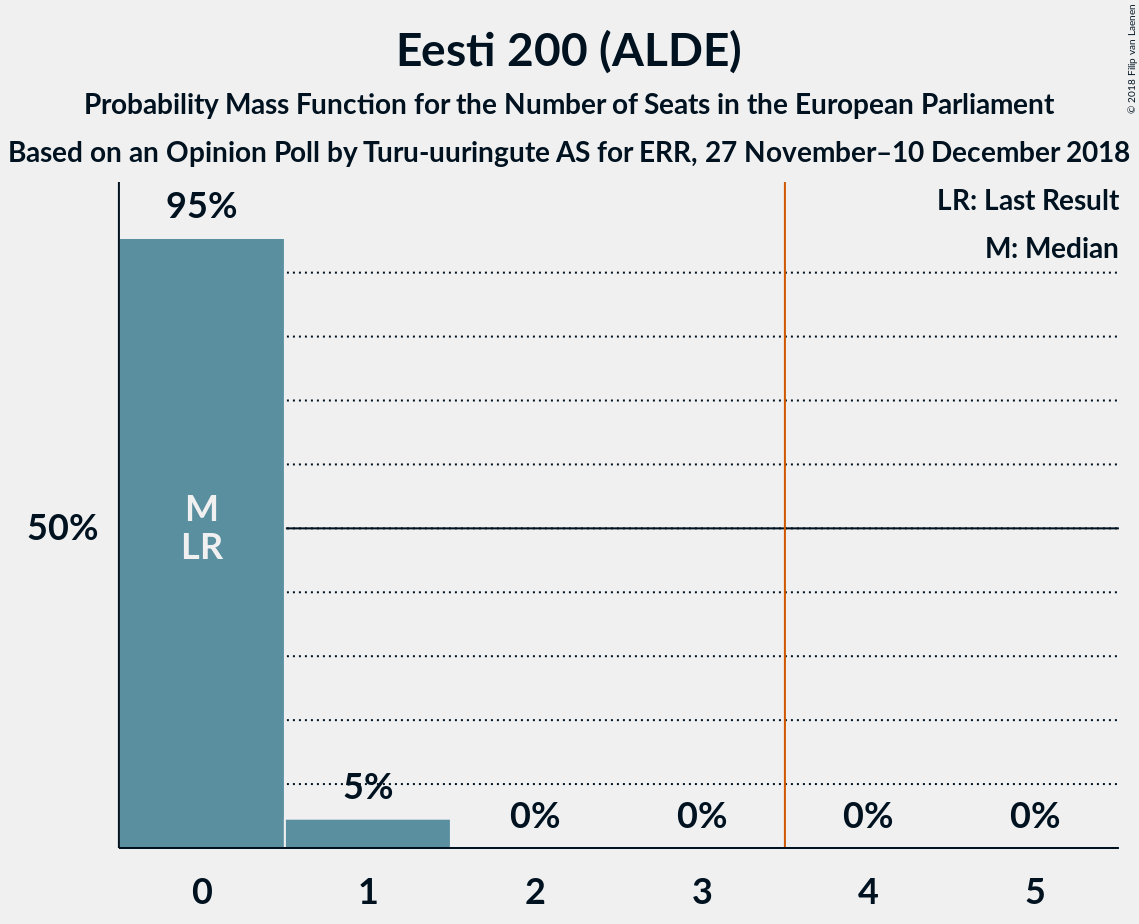 Eesti 200 (ALDE)
Probability Mass Function for the Number of Seats in the European Parliament
Based on an Opinion Poll by Turu-uuringute AS for ERR, 27 November–10 December 2018
© 2018 Filip van Laenen
LR: Last Result
M: Median
95%
M
LR
50%
5%
0%
0%
0%
0%
0 1 2 3 4 5